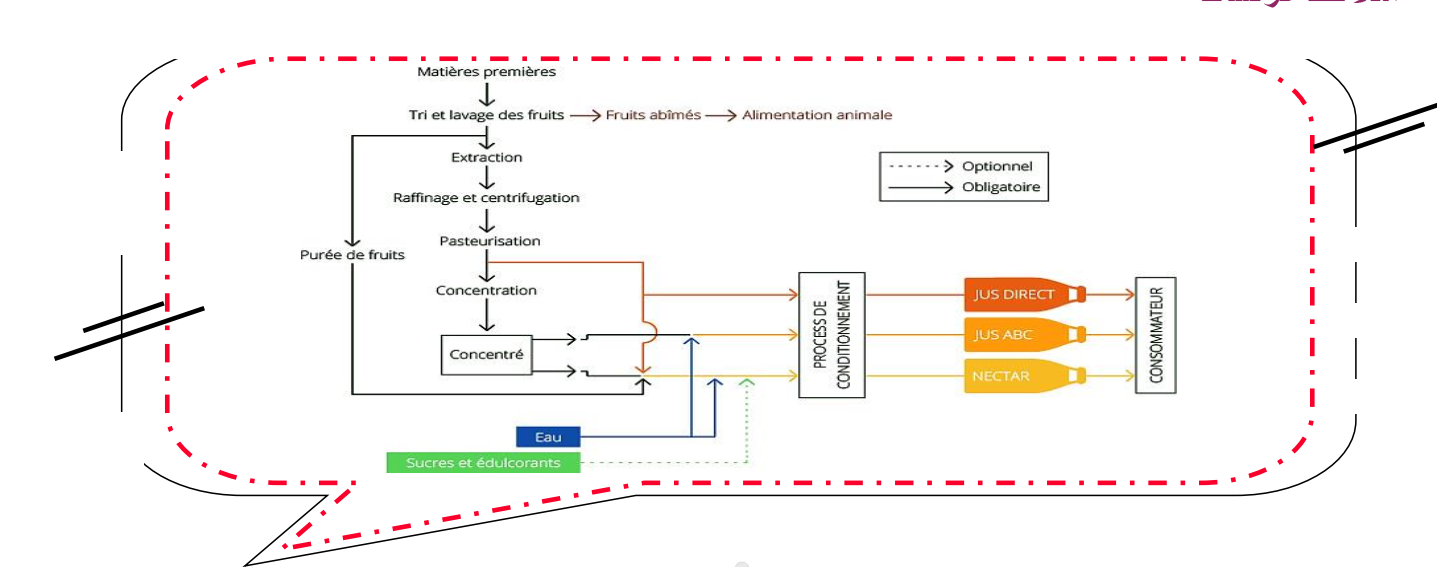 Matières premières
Tri et lavage des fruits Fruits abîmés Alimentation animale
Extraction
Optionnel
Obligatoire
Raffinage et centrifugation
Pasteurisation
Purée de fruits
Concentration
Concentré
PROCESS DE
CONDITIONNEMENT
JUS DIRECT
JUS ABC
NECTAR
CONSOMMATEUR
Eau
Sucres et édulcorants